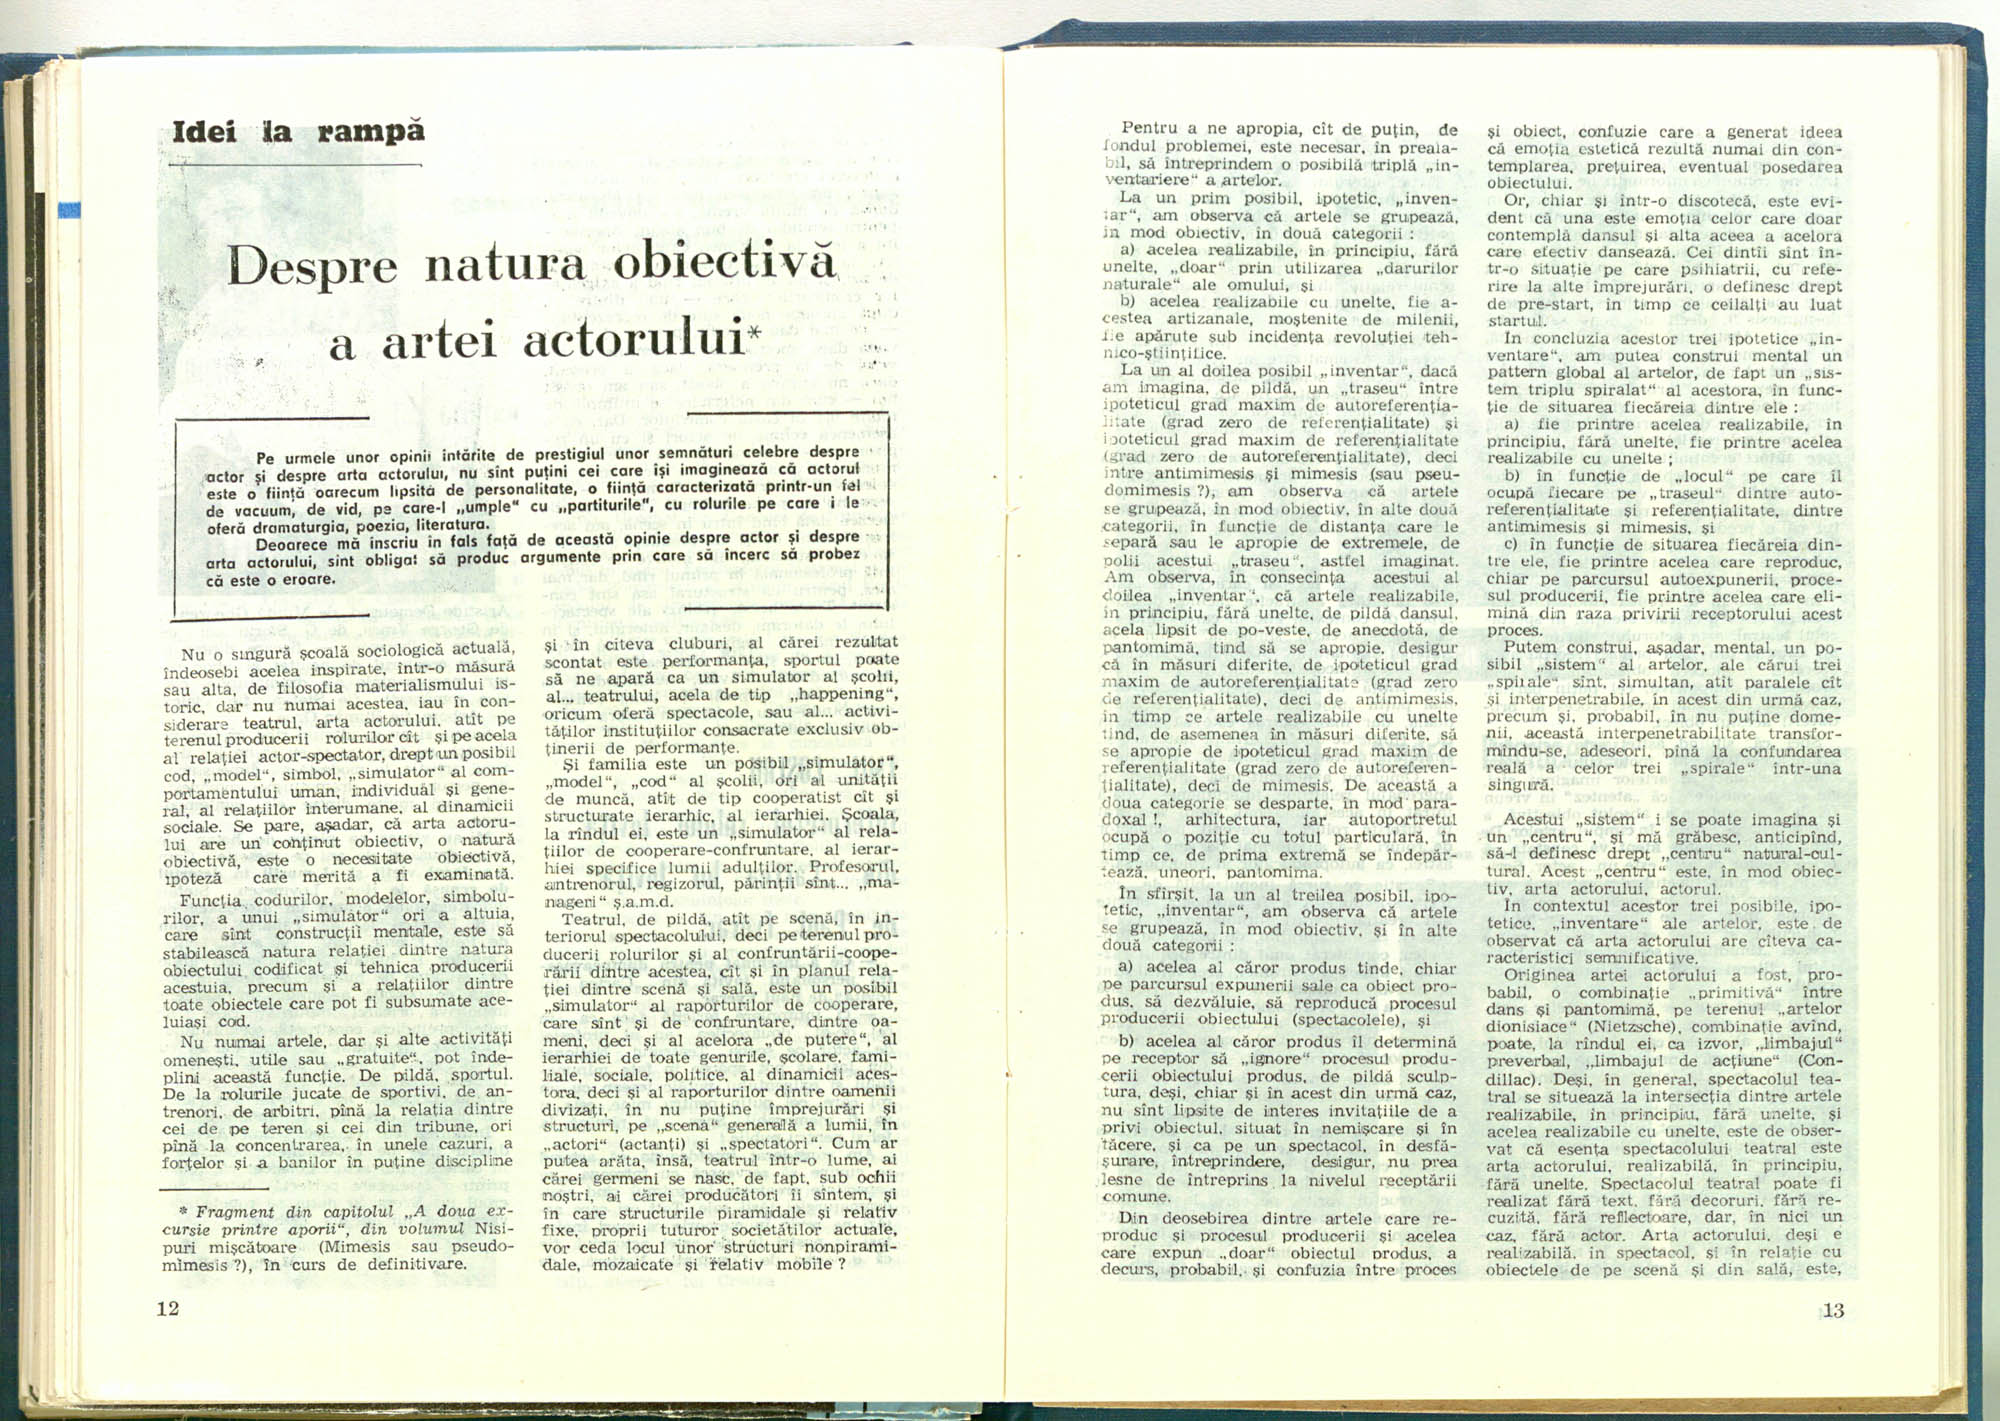 Idei la rampă
Despre natura obiectivă
a artei actorului*
Pe urmele unor opinii intărite de prestigiul unor semnături celebre despre
actor și despre arta actorului, nu sînt puțini cei care își imaginează că actorul
este o ființă oarecum lipsită de personalitate, o ființă caracterizată printr-un fel
de vacuum, de vid, pe care-l „umple“ cu „partiturile“, cu rolurile pe care i le
oferă dramaturgia, poezia, literatura.
Deoarece mă înscriu în fals față de această opinie despre actor și despre
arta actorului, sînt obligat să produc argumente prin care să încerc să probez
că este o eroare.
Nu o singură școală sociologică actuală,
îndeosebi acelea inspirate, într-o măsură
sau alta, de filosofia materialismului is-
toric, dar nu numai acestea, iau în con-
siderare teatrul, arta actorului, atît pe
terenul producerii rolurilor cît și pe acela
al relației actor-spectator, drept un posibil
cod, „model“, simbol, „simulator“ al com-
portamentului uman, individual și gene-
ral, al relațiilor interumane, al dinamicii
sociale. Se pare, așadar, că arta actoru-
lui are un conținut obiectiv, o natură
obiectivă, este o necesitate obiectivă,
ipoteză care merită a fi examinată.
Funcția codurilor, modelelor, simbolu-
rilor, a unui „simulator“ ori a altuia,
care sînt construcții mentale, este să
stabilească natura relației dintre natura
obiectului codificat și tehnica producerii
acestuia, precum și a relațiilor dintre
toate obiectele care pot fi subsumate ace-
luiași cod.
Nu numai artele, dar și alte activități
omenești, utile sau „gratuite“, pot înde-
plini această funcție. De pildă, sportul.
De la rolurile jucate de sportivi, de an-
trenori, de arbitri, pînă la relația dintre
cei de pe teren și cei din tribune, ori
pînă la concentrarea, în unele cazuri, a
forțelor și a banilor în puține discipline
* Fragment din capitolul „A doua ex-
cursie printre aporii“, din volumul Nisi-
puri mișcătoare (Mimesis sau pseudo-
mimesis ?), în curs de definitivare.
12
și în cîteva cluburi, al cărei rezultat
scontat este performanța, sportul poate
să ne apară ca un simulator al școlii,
al... teatrului, acela de tip „happening“,
oricum oferă spectacole, sau al... activi-
tăților instituțiilor consacrate exclusiv ob-
ținerii de performanțe.
Și familia este un posibil „simulator“,
„model“, „cod“ al școlii, ori al unității
de muncă, atît de tip cooperatist cît și
structurate ierarhic, al ierarhiei. Școala,
la rîndul ei, este un „simulator“ al rela-
țiilor de cooperare-confruntare, al ierar-
hiei specifice lumii adulților. Profesorul,
antrenorul, regizorul, părinții sînt... „ma-
nageri“ ș.a.m.d.
Teatrul, de pildă, atît pe scenă, în in-
teriorul spectacolului, deci pe terenul pro-
ducerii rolurilor și al confruntării-coope-
rării dintre acestea, cît și în planul rela-
ției dintre scenă și sală, este un posibil
„simulator“ al raporturilor de cooperare,
care sînt și de confruntare, dintre oa-
meni, deci și al acelora „de putere“, al
ierarhiei de toate genurile, școlare, fami-
liale, sociale, politice, al dinamicii aces-
tora, deci și al raporturilor dintre oamenii
divizați, în nu puține împrejurări și
structuri, pe „scena“ generală a lumii, în
„actori“ (actanți) și „spectatori“. Cum ar
putea arăta, însă, teatrul într-o lume, ai
cărei germeni se nasc, de fapt, sub ochii
noștri, ai cărei producători îi sîntem, și
în care structurile piramidale și relativ
fixe, proprii tuturor societăților actuale,
vor ceda locul unor structuri nonpirami-
dale, mozaicate și relativ mobile ?
Pentru a ne apropia, cît de puțin, de
fondul problemei, este necesar, în preala-
bil, să întreprindem o posibilă triplă „in-
ventariere“ a artelor.
La un prim posibil, ipotetic, „inven-
tar“, am observa că artele se grupează,
în mod obiectiv, în două categorii :
a) acelea realizabile, în principiu, fără
unelte, „doar“ prin utilizarea „darurilor
naturale“ ale omului, și
b) acelea realizabile cu unelte, fie a-
cestea artizanale, moștenite de milenii,
fie apărute sub incidența revoluției teh-
nico-științifice.
La un al doilea posibil „inventar“, dacă
am imagina, de pildă, un „traseu“ între
ipoteticul grad maxim de autoreferenția-
litate (grad zero de referențialitate) și
ipoteticul grad maxim de referențialitate
(grad zero de autoreferențialitate), deci
între antimimesis și mimesis (sau pseu-
domimesis ?), am observa că artele
se grupează, în mod obiectiv, în alte două
categorii, în funcție de distanța care le
separă sau le apropie de extremele, de
polii acestui „traseu“, astfel imaginat.
Am observa, în consecința acestui al
doilea „inventar“, că artele realizabile,
în principiu, fără unelte, de pildă dansul,
acela lipsit de po-veste, de anecdotă, de
pantomimă, tind să se apropie, desigur
că în măsuri diferite, de ipoteticul grad
maxim de autoreferențialitate (grad zero
de referențialitate), deci de antimimesis,
în timp ce artele realizabile cu unelte
tind, de asemenea în măsuri diferite, să
se apropie de ipoteticul grad maxim de
referențialitate (grad zero de autoreferen-
țialitate), deci de mimesis. De această a
doua categorie se desparte, în mod para-
doxal !, arhitectura, iar autoportretul
ocupă o poziție cu totul particulară, în
timp ce, de prima extremă se îndepăr-
tează, uneori, pantomima.
În sfîrșit, la un al treilea posibil, ipo-
tetic, „inventar“, am observa că artele
se grupează, în mod obiectiv, și în alte
două categorii :
a) acelea al căror produs tinde, chiar
pe parcursul expunerii sale ca obiect pro-
dus, să dezvăluie, să reproducă procesul
producerii obiectului (spectacolele), și
b) acelea al căror produs îl determină
pe receptor să „ignore“ procesul produ-
cerii obiectului produs, de pildă sculp-
tura, deși, chiar și în acest din urmă caz,
nu sînt lipsite de interes invitațiile de a
privi obiectul, situat în nemișcare și în
tăcere, și ca pe un spectacol, în desfă-
șurare, întreprindere, desigur, nu prea
lesne de întreprins la nivelul receptării
comune.
Din deosebirea dintre artele care re-
produc și procesul producerii și acelea
care expun „doar“ obiectul produs, a
decurs, probabil, și confuzia între proces
și obiect, confuzie care a generat ideea
că emoția estetică rezultă numai din con-
templarea, prețuirea, eventual posedarea
obiectului.
Or, chiar și într-o discotecă, este evi-
dent că una este emoția celor care doar
contemplă dansul și alta aceea a acelora
care efectiv dansează. Cei dintîi sînt în-
tr-o situație pe care psihiatrii, cu refe-
rire la alte împrejurări, o definesc drept
de pre-start, în timp ce ceilalți au luat
startul.
În concluzia acestor trei ipotetice „in-
ventare“, am putea construi mental un
pattern global al artelor, de fapt un „sis-
tem triplu spiralat“ al acestora, în func-
ție de situarea fiecăreia dintre ele :
a) fie printre acelea realizabile, în
principiu, fără unelte, fie printre acelea
realizabile cu unelte ;
b) în funcție de „locul“ pe care îl
ocupă fiecare pe „traseul“ dintre auto-
referențialitate și referențialitate, dintre
antimimesis și mimesis, și
c) în funcție de situarea fiecăreia din-
tre ele, fie printre acelea care reproduc,
chiar pe parcursul autoexpunerii, proce-
sul producerii, fie printre acelea care eli-
mină din raza privirii receptorului acest
proces.
Putem construi, așadar, mental, un po-
sibil „sistem“ al artelor, ale cărui trei
„spirale“ sînt, simultan, atît paralele cît
și interpenetrabile, în acest din urmă caz,
precum și, probabil, în nu puține dome-
nii, această interpenetrabilitate transfor-
mîndu-se, adeseori, pînă la confundarea
reală a celor trei „spirale“ într-una
singură.
Acestui „sistem“ i se poate imagina și
un „centru“, și mă grăbesc, anticipînd,
să-l definesc drept „centru“ natural-cul-
tural. Acest „centru“ este, în mod obiec-
tiv, arta actorului, actorul.
În contextul acestor trei posibile, ipo-
tetice, „inventare“ ale artelor, este de
observat că arta actorului are cîteva ca-
racteristici semnificative.
Originea artei actorului a fost, pro-
babil, o combinație „primitivă“ între
dans și pantomimă, pe terenul „artelor
dionisiace“ (Nietzsche), combinație avînd,
poate, la rîndul ei, ca izvor, „limbajul“
preverbal, „limbajul de acțiune“ (Con-
dillac). Deși, în general, spectacolul tea-
tral se situează la intersecția dintre artele
realizabile, în principiu, fără unelte, și
acelea realizabile cu unelte, este de obser-
vat că esența spectacolului teatral este
arta actorului, realizabilă, în principiu,
fără unelte. Spectacolul teatral poate fi
realizat fără text, fără decoruri, fără re-
cuzită, fără reflectoare, dar, în nici un
caz, fără actor. Arta actorului, deși e
realizabilă, în spectacol, și în relație cu
obiectele de pe scenă și din sală, este,
13